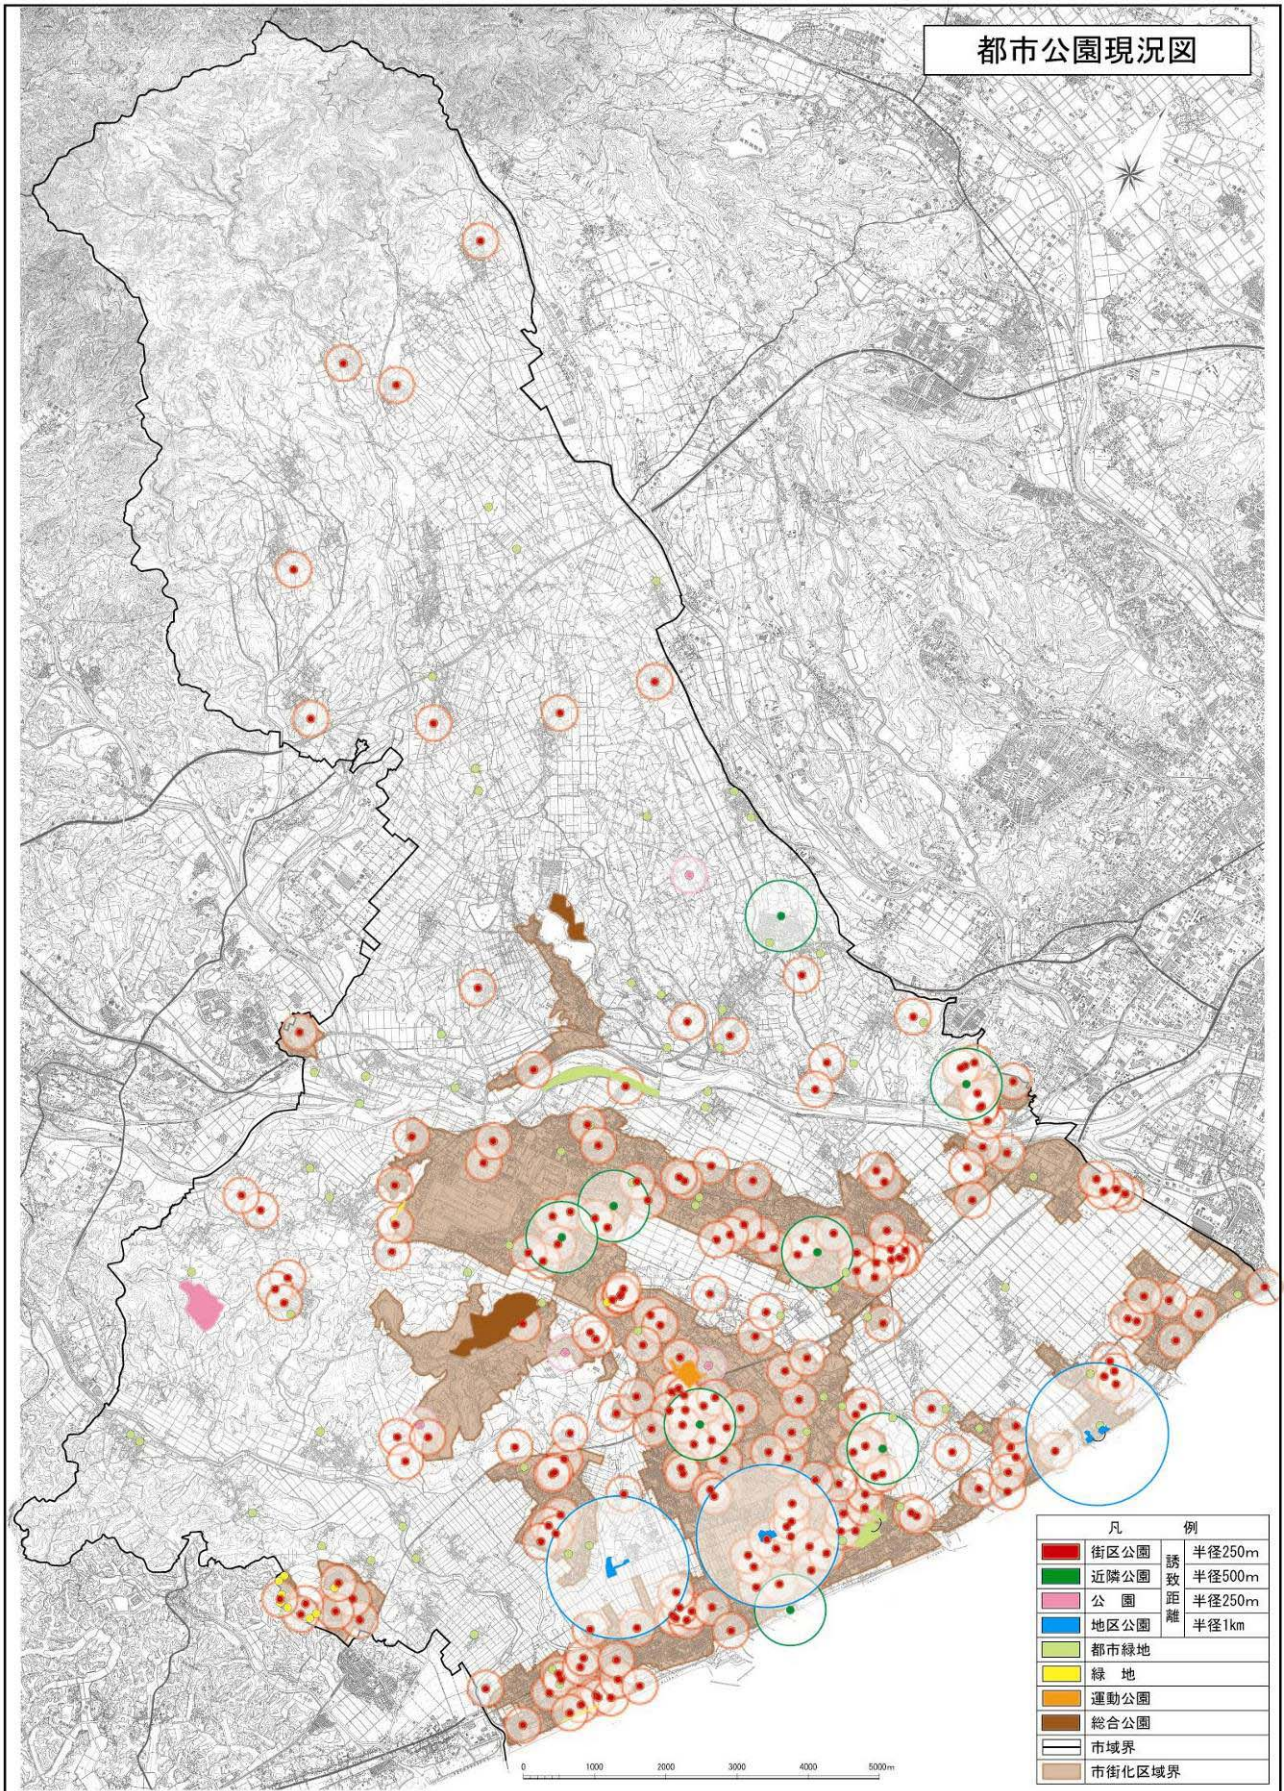 都市公園現況図
凡 例
街区公園 誘致距離 半径250m
近隣公園 半径500m
公 園 半径250m
地区公園 半径1km
都市緑地
緑 地
運動公園
総合公園
市域界
市街化区域界
0 1000 2000 3000 4000 5000m